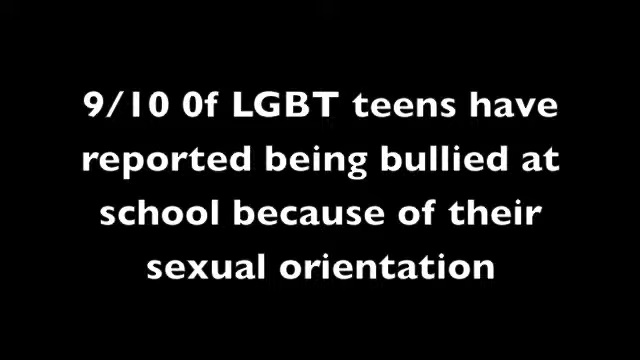 9/10 0f LGBT teens have
reported being bullied at
school because of their
sexual orientation